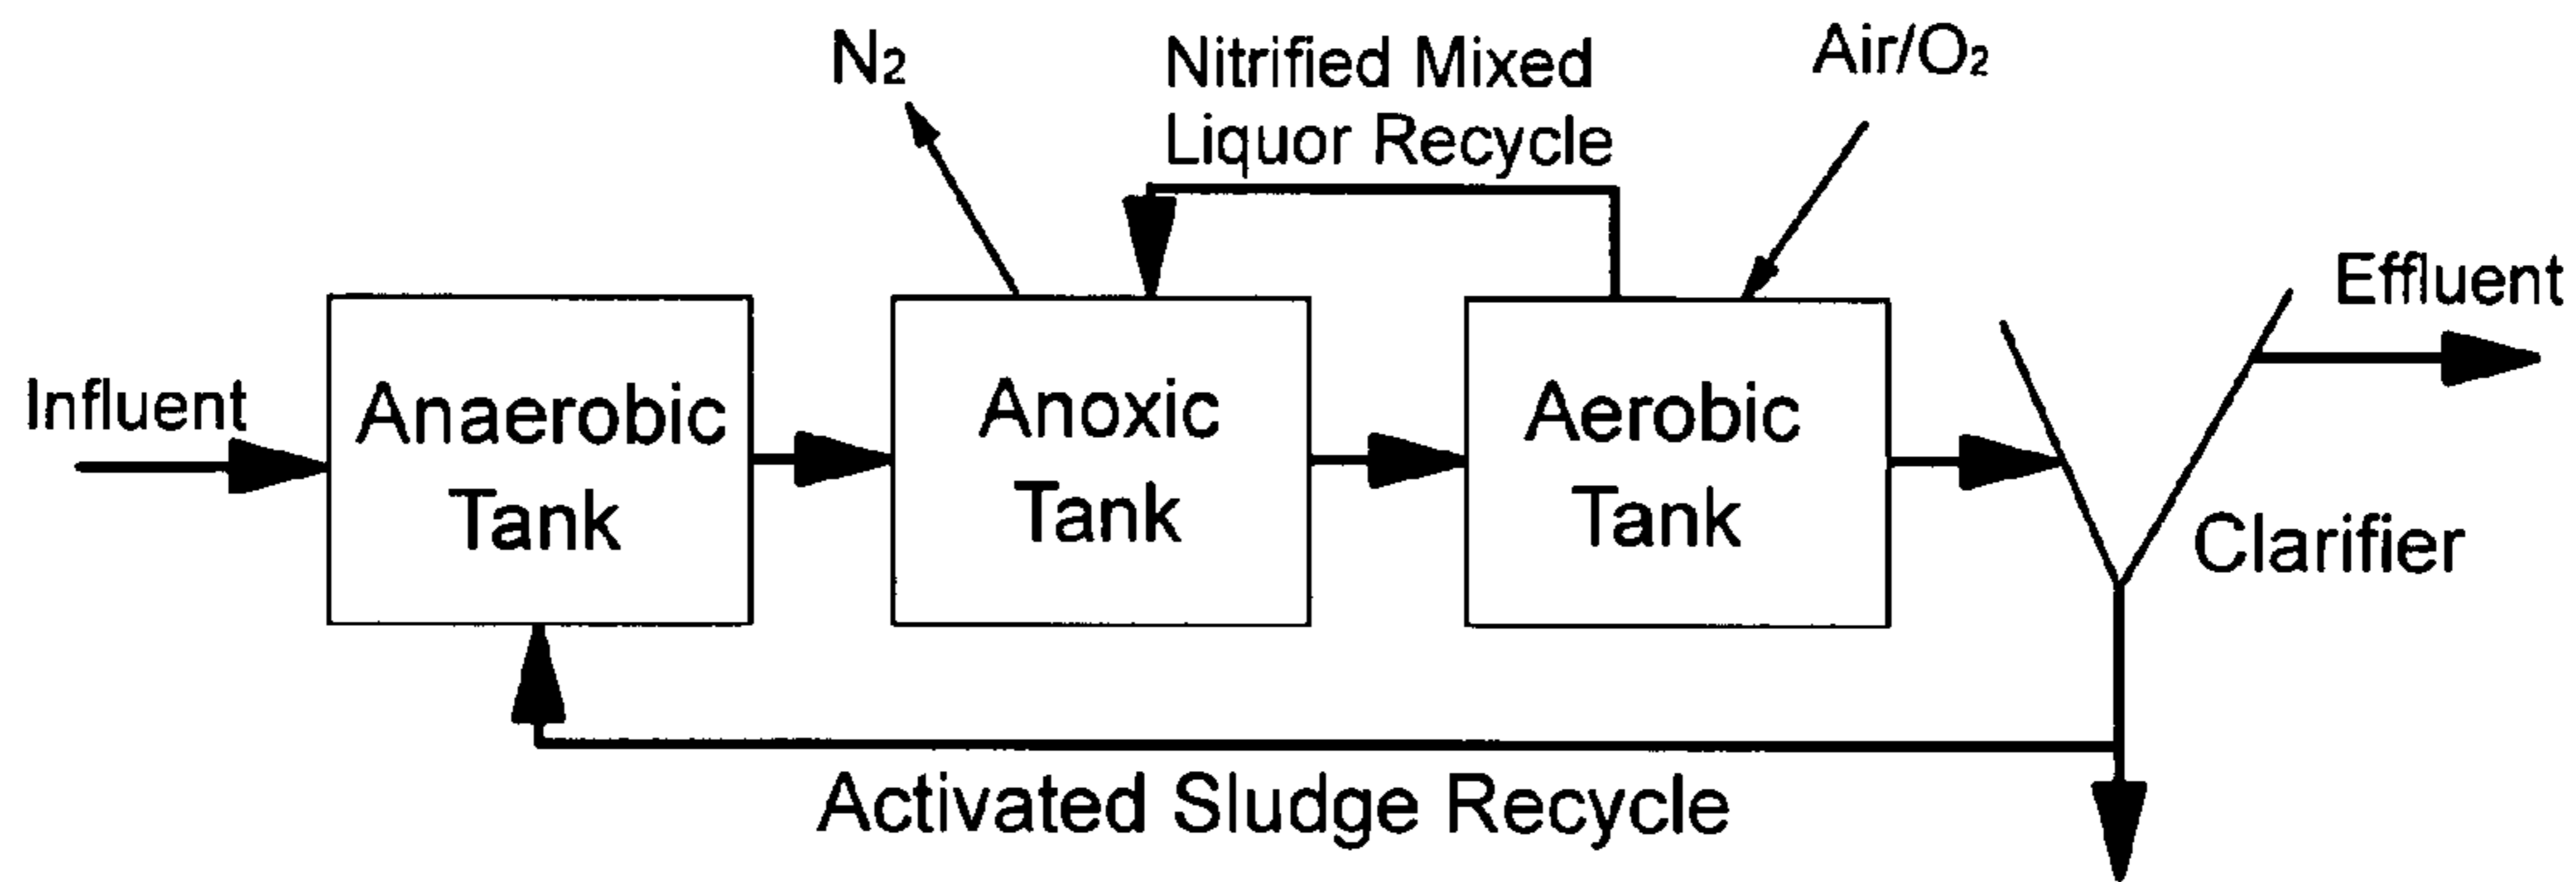 N₂
Nitrified Mixed
Liquor Recycle
Air/O₂
Effluent
Influent
Anaerobic
Tank
Anoxic
Tank
Aerobic
Tank
Clarifier
Activated Sludge Recycle